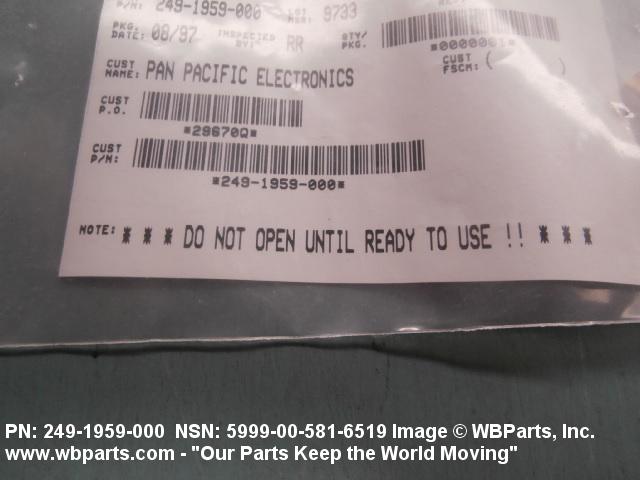 P/N: 249-1959-000 LOT NBR: 9733
PKG. DATE: 08/97 INSPECTED BY: RR QTY/ PKG. *0000001*
CUST NAME: PAN PACIFIC ELECTRONICS CUST FSCM: ( )
CUST P.O.
*29670Q*
CUST P/N:
*249-1959-000*
NOTE: * * * DO NOT OPEN UNTIL READY TO USE !! * * *
PN: 249-1959-000 NSN: 5999-00-581-6519 Image © WBParts, Inc.
www.wbparts.com - "Our Parts Keep the World Moving"